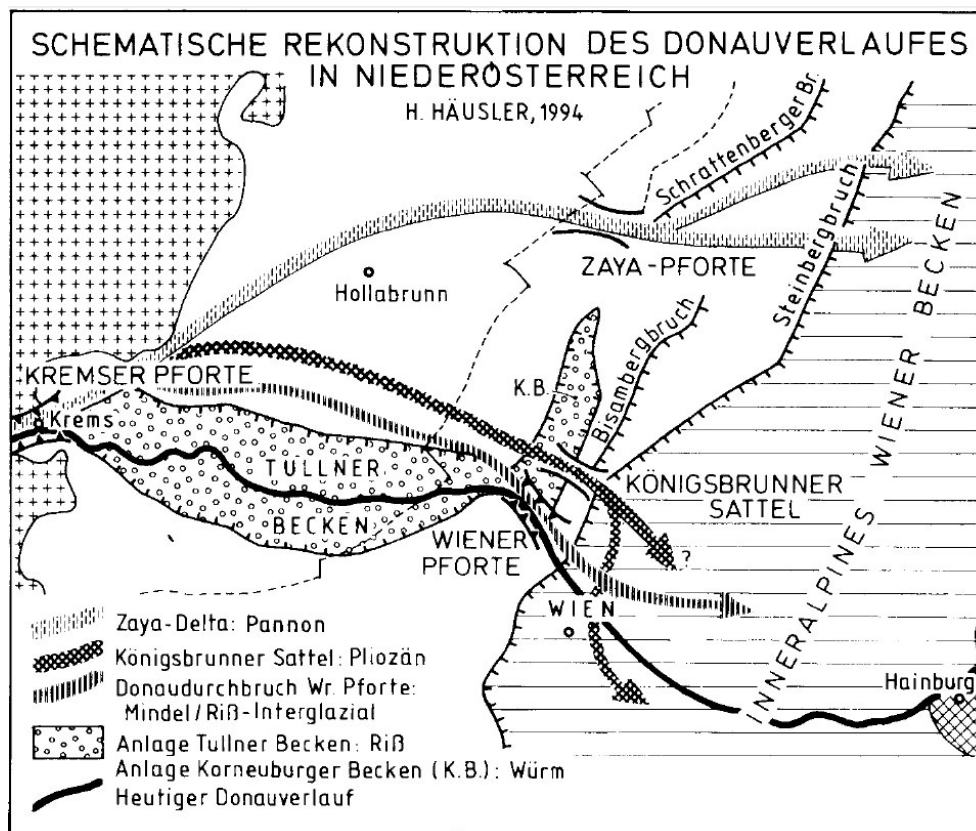 SCHEMATISCHE REKONSTRUKTION DES DONAUVERLAUFES
IN NIEDERÖSTERREICH
H. HÄUSLER, 1994
Schrattenberger Br.
Steinbergbruch
ZAYA-PFORTE
INNERALPINES WIENER BECKEN
Hollabrunn
Bisambergbruch
K.B.
KREMSER PFORTE
Krems
TULLNER
BECKEN
KÖNIGSBRUNNER
SATTEL
WIENER
PFORTE
?
WIEN
Hainburg
Zaya-Delta: Pannon
Königsbrunner Sattel: Pliozän
Donaudurchbruch Wr. Pforte:
Mindel/Riß-Interglazial
Anlage Tullner Becken: Riß
Anlage Korneuburger Becken (K.B.): Würm
Heutiger Donauverlauf